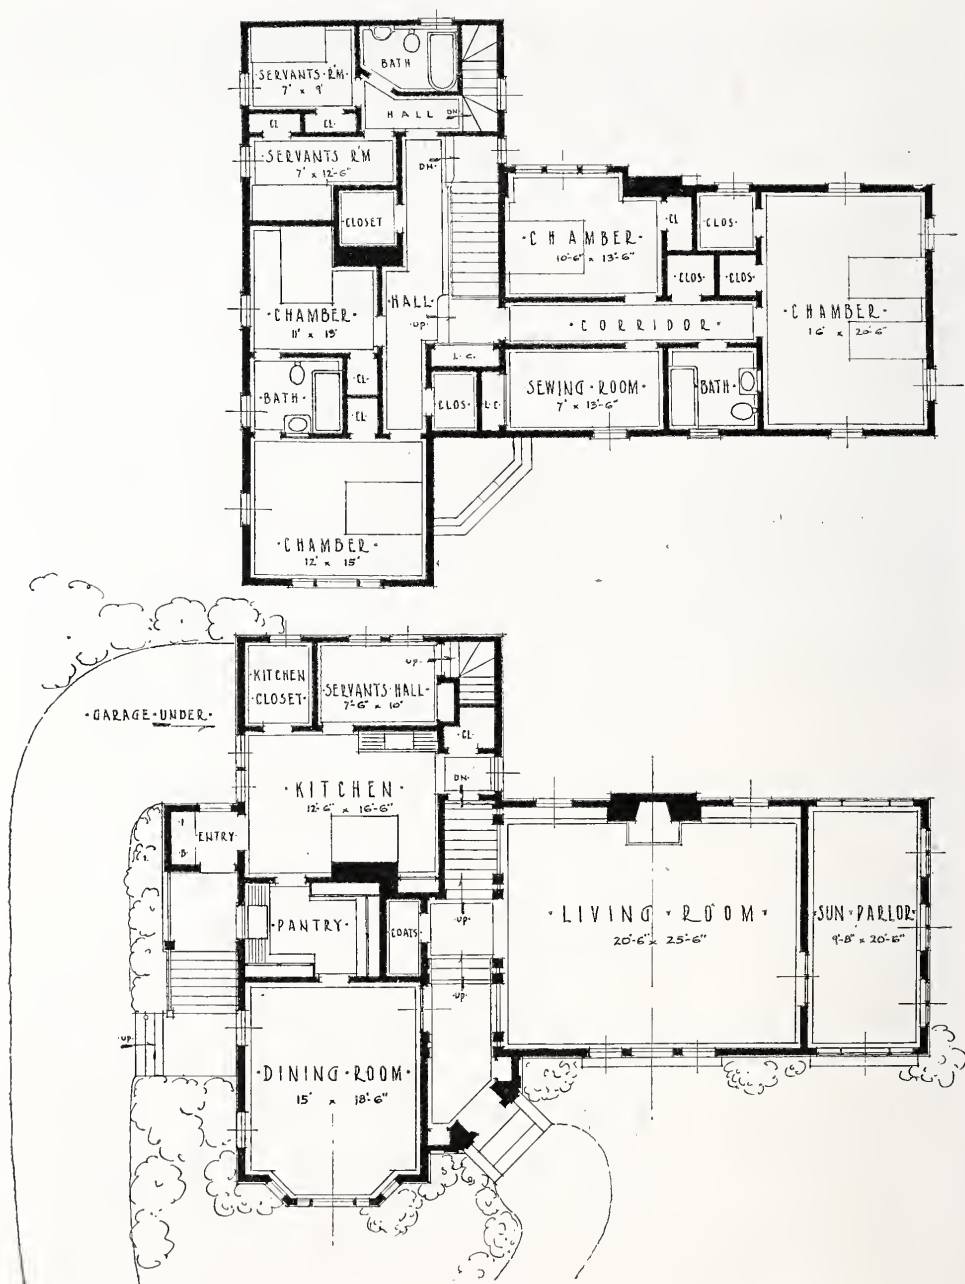 BATH
SERVANTS R'M
7' x 9'
HALL
DN.
CL
CL.
SERVANTS R'M
7' x 12'-6"
DN.
CLOSET
CHAMBER
10'-6" x 13'-6"
CL
CLOS.
CLOS.
CLOS.
CHAMBER
11' x 13'
HALL
UP.
CORRIDOR
CHAMBER
16' x 20'-6"
L. C.
BATH
CL.
CL.
CLOS.
L.C.
SEWING ROOM
7' x 13'-6"
BATH
CHAMBER
12' x 15'
KITCHEN
CLOSET
SERVANTS HALL
7'-6" x 10'
UP.
GARAGE UNDER
CL.
KITCHEN
12'-6" x 16'-6"
DN.
ENTRY
PANTRY
COATS
UP.
LIVING ROOM
20'-6" x 25'-6"
SUN PARLOR
9'-8" x 20'-6"
UP.
UP.
DINING ROOM
15' x 18'-6"